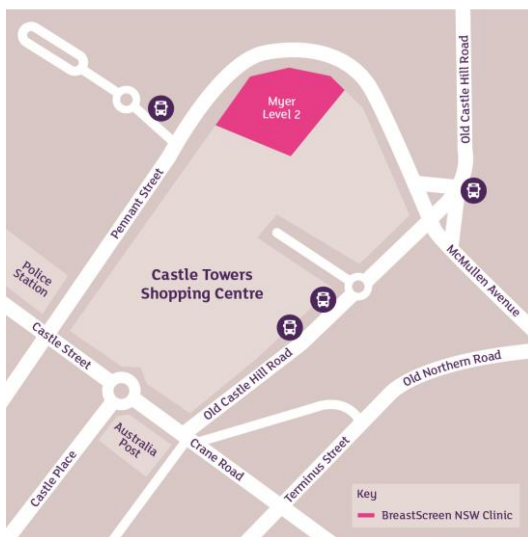 Myer
Level 2
Old Castle Hill Road
Pennant Street
McMullen Avenue
Police
Station
Castle Towers
Shopping Centre
Castle Street
Old Castle Hill Road
Old Northern Road
Australia
Post
Crane Road
Castle Place
Terminus Street
Key
BreastScreen NSW Clinic